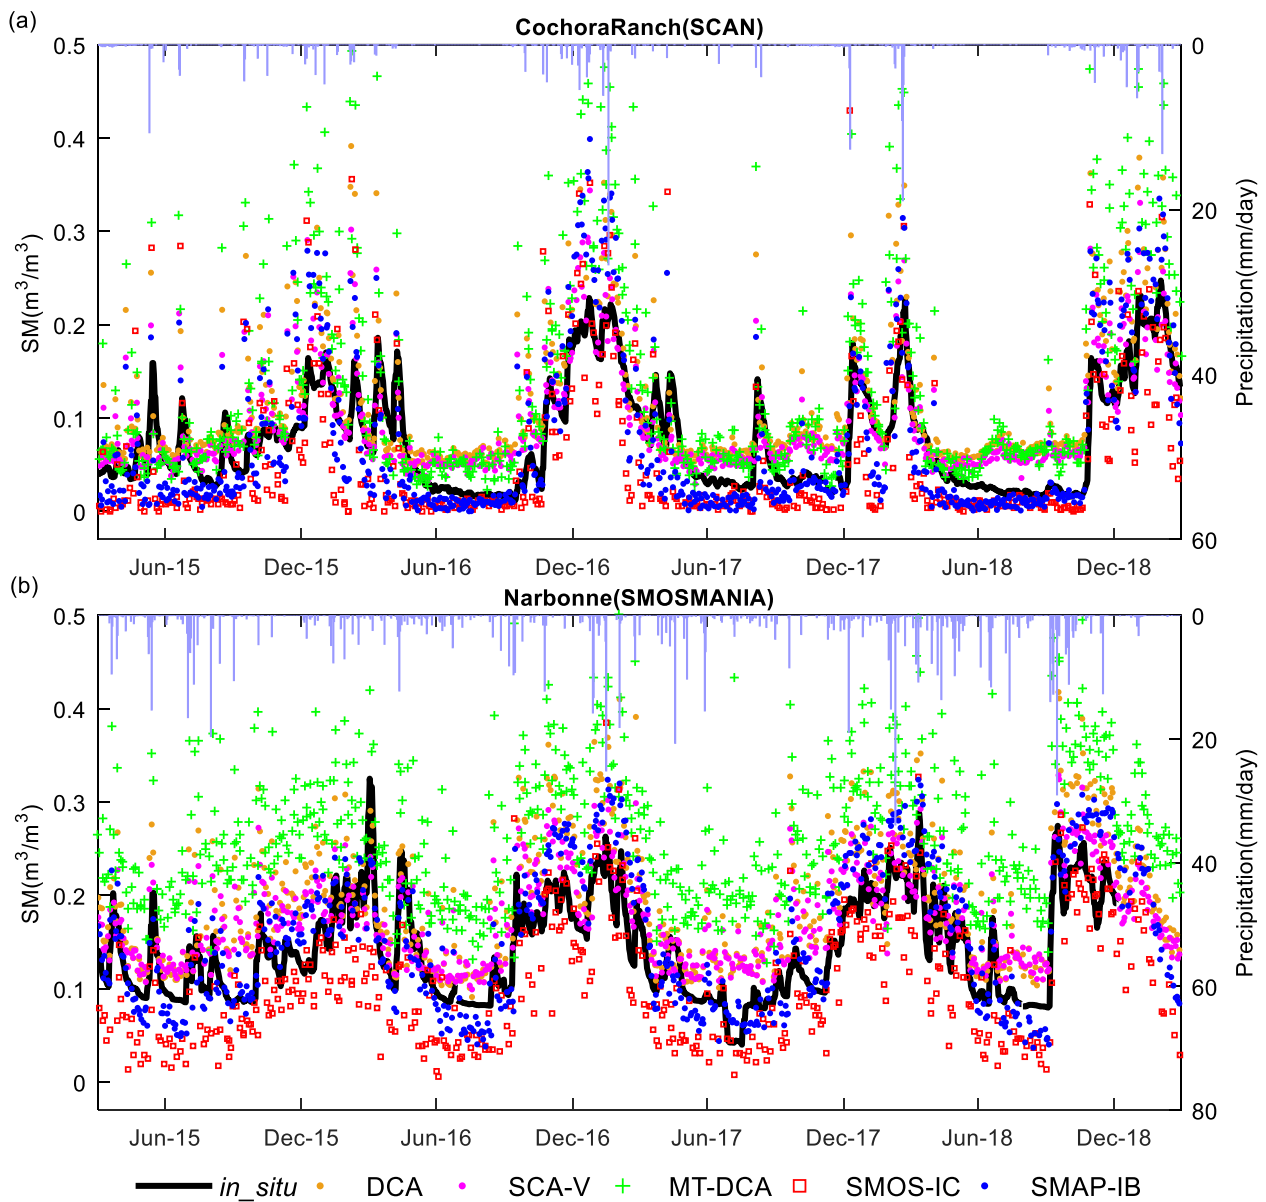 (a)
CochoraRanch(SCAN)
0.5
0.4
0.3
0.2
0.1
0
SM(m³/m³)
0
20
40
60
Precipitation(mm/day)
Jun-15 Dec-15 Jun-16 Dec-16 Jun-17 Dec-17 Jun-18 Dec-18
(b)
Narbonne(SMOSMANIA)
0.5
0.4
0.3
0.2
0.1
0
SM(m³/m³)
0
20
40
60
80
Precipitation(mm/day)
Jun-15 Dec-15 Jun-16 Dec-16 Jun-17 Dec-17 Jun-18 Dec-18
in_situ DCA SCA-V MT-DCA SMOS-IC SMAP-IB